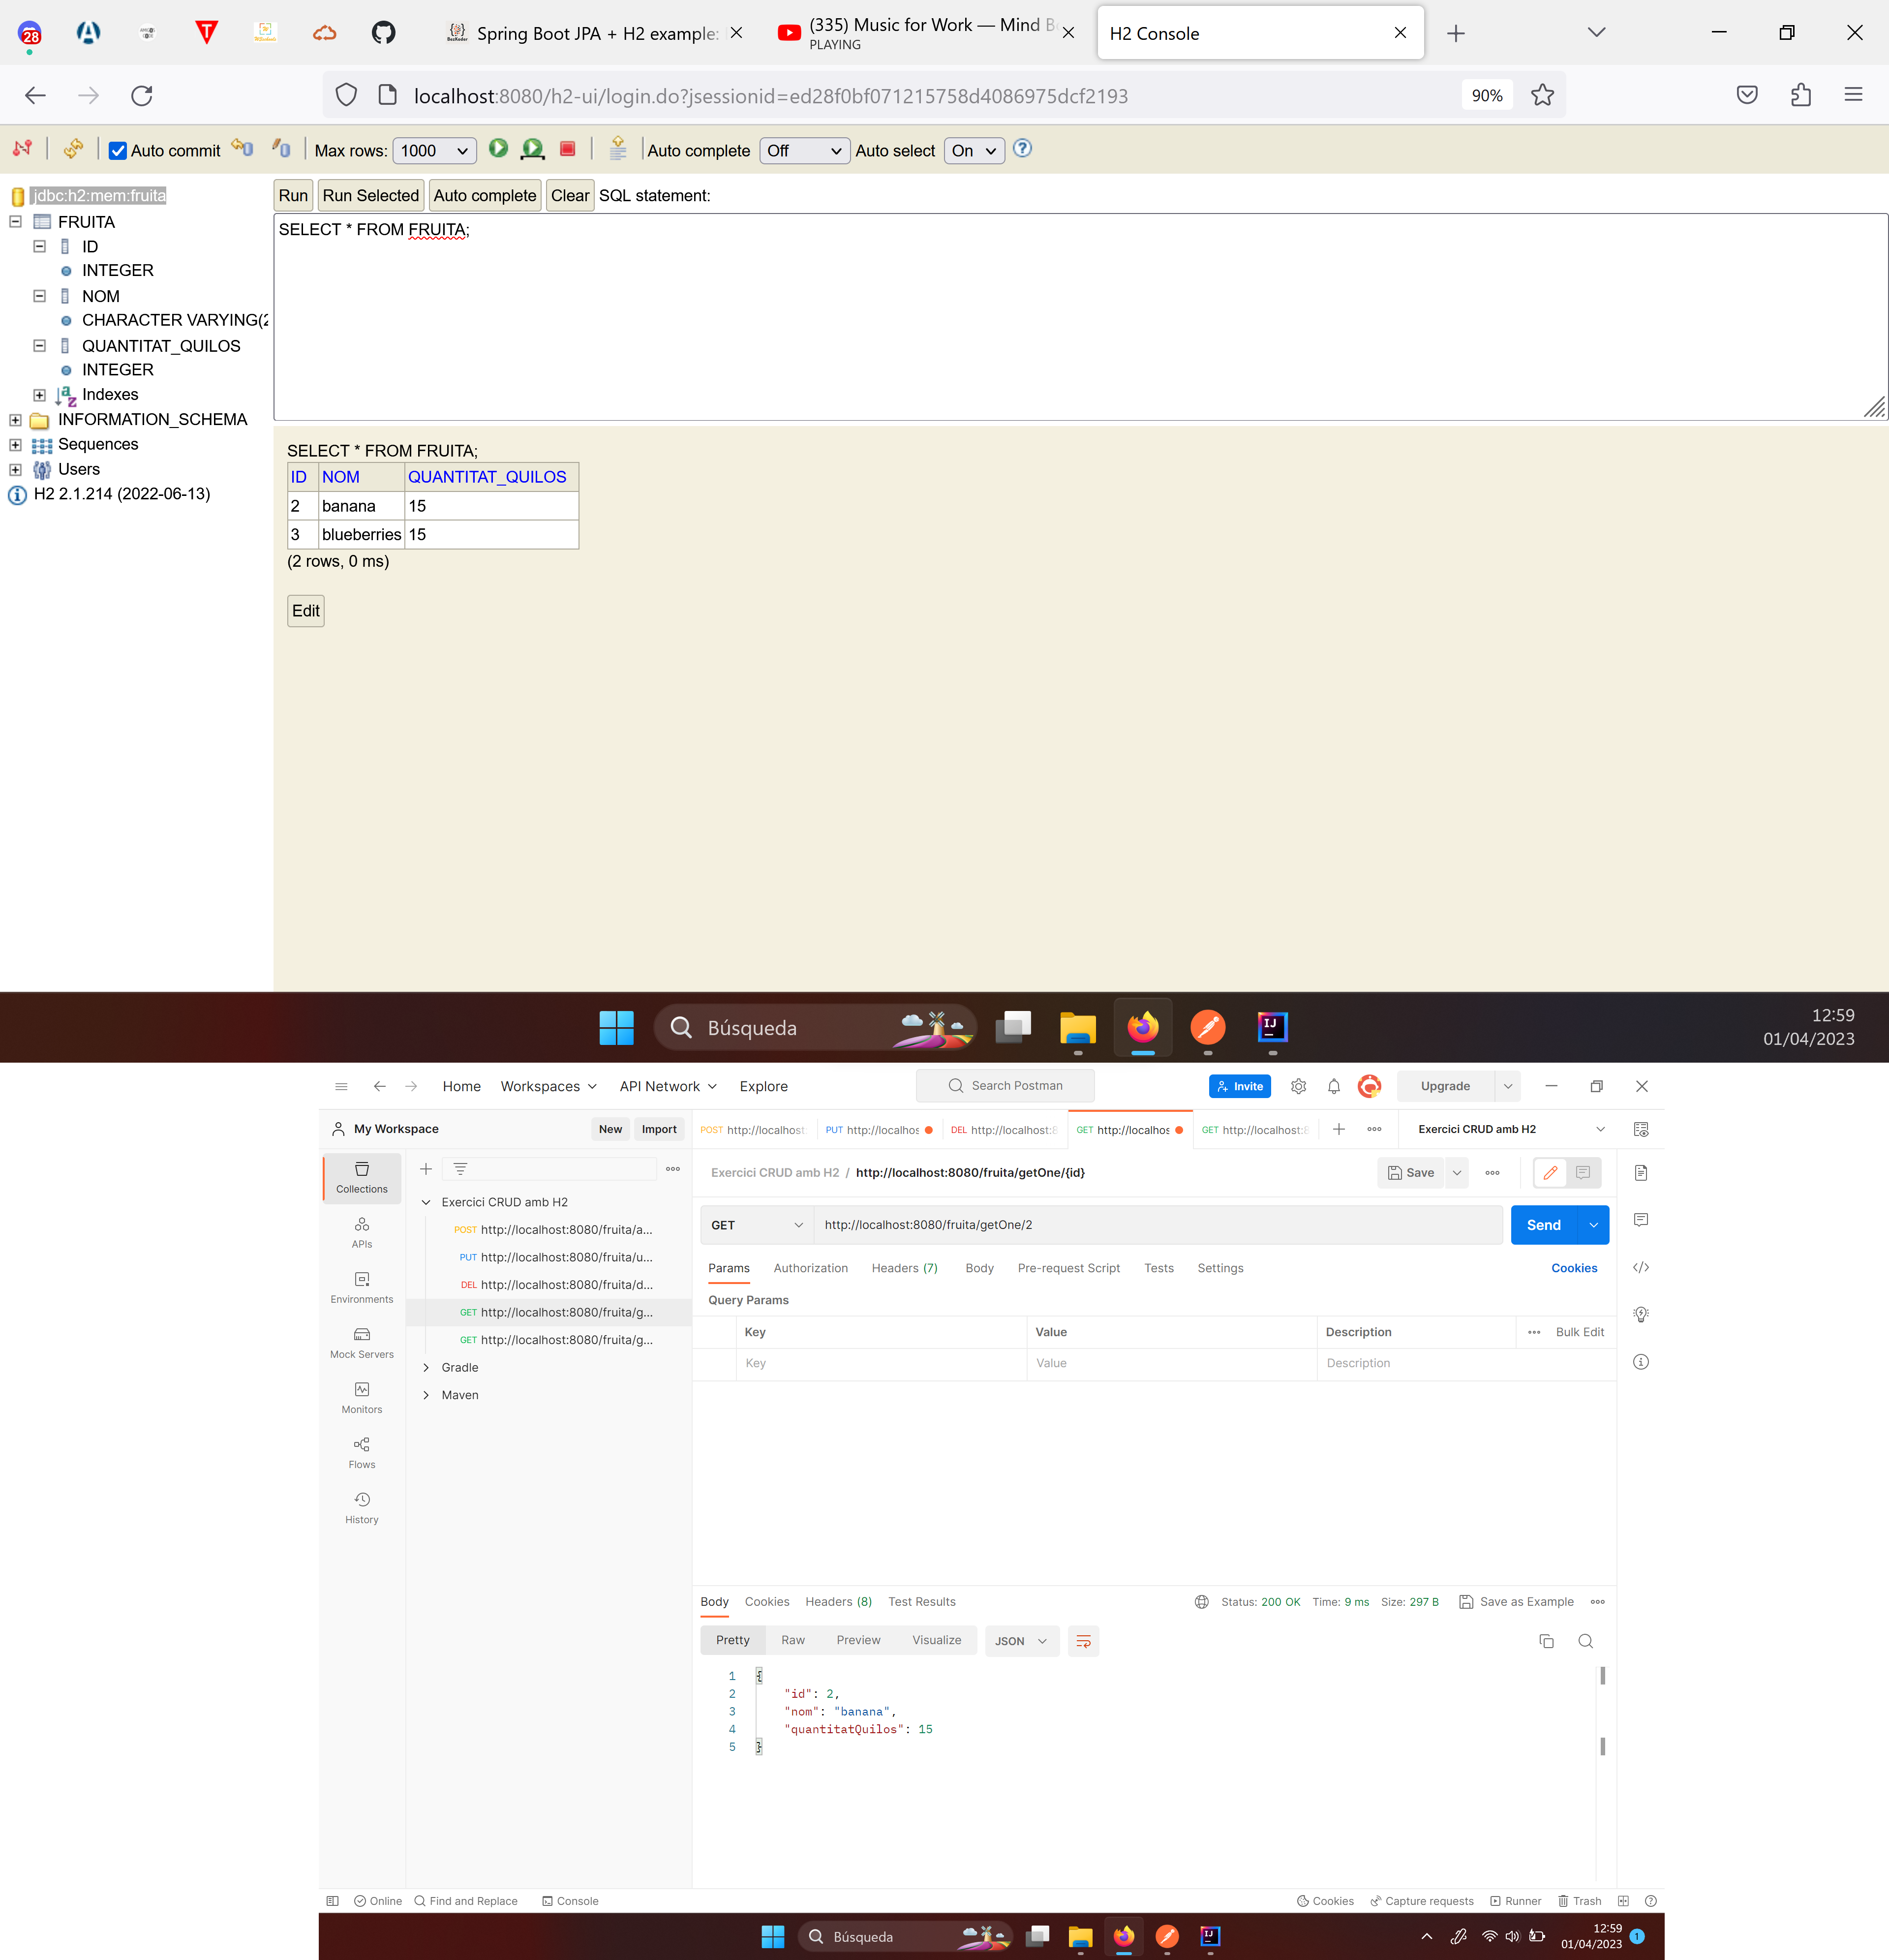 28
Spring Boot JPA + H2 example:
(335) Music for Work — Mind B
PLAYING
H2 Console
localhost:8080/h2-ui/login.do?jsessionid=ed28f0bf071215758d4086975dcf2193
90%
Auto commit
Max rows: 1000
Auto complete Off
Auto select On
jdbc:h2:mem:fruita
FRUITA
ID
INTEGER
NOM
CHARACTER VARYING(2
QUANTITAT_QUILOS
INTEGER
Indexes
INFORMATION_SCHEMA
Sequences
Users
H2 2.1.214 (2022-06-13)
Run Run Selected Auto complete Clear SQL statement:
SELECT * FROM FRUITA;
SELECT * FROM FRUITA;
ID NOM QUANTITAT_QUILOS
2 banana 15
3 blueberries 15
(2 rows, 0 ms)
Edit
Búsqueda
12:59
01/04/2023
Home Workspaces API Network Explore
Search Postman
Invite
Upgrade
My Workspace
New Import
POST http://localhost:
PUT http://localhos
DEL http://localhost:8
GET http://localhos
GET http://localhost:8
Exercici CRUD amb H2
Collections
APIs
Environments
Mock Servers
Monitors
Flows
History
Exercici CRUD amb H2
POST http://localhost:8080/fruita/a...
PUT http://localhost:8080/fruita/u...
DEL http://localhost:8080/fruita/d...
GET http://localhost:8080/fruita/g...
GET http://localhost:8080/fruita/g...
Gradle
Maven
Exercici CRUD amb H2 / http://localhost:8080/fruita/getOne/{id}
Save
GET http://localhost:8080/fruita/getOne/2
Send
Params Authorization Headers (7) Body Pre-request Script Tests Settings Cookies
Query Params
Key Value Description Bulk Edit
Key Value Description
Body Cookies Headers (8) Test Results
Status: 200 OK Time: 9 ms Size: 297 B Save as Example
Pretty Raw Preview Visualize JSON
1 {
2 "id": 2,
3 "nom": "banana",
4 "quantitatQuilos": 15
5 }
Online Find and Replace Console
Cookies Capture requests Runner Trash
Búsqueda
12:59
01/04/2023
1